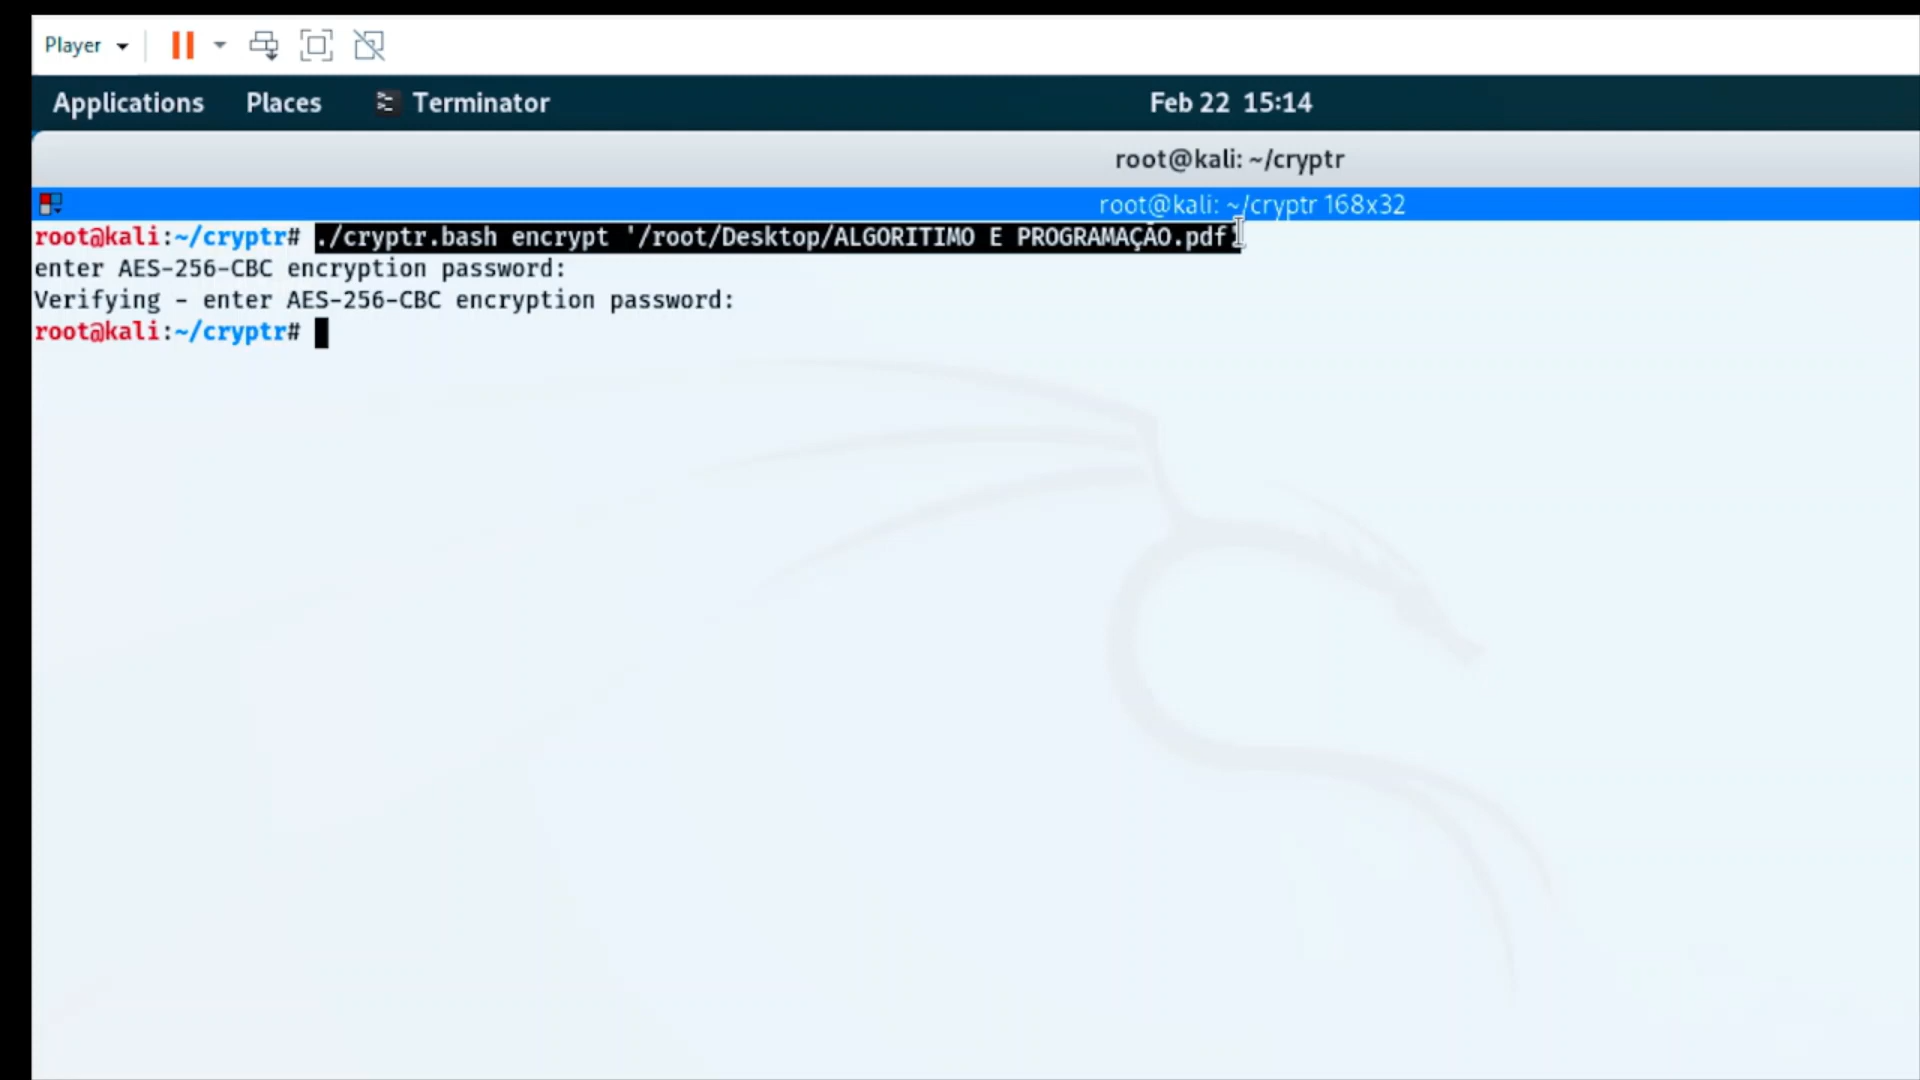 Player
Applications Places Terminator Feb 22 15:14
root@kali: ~/cryptr
root@kali: ~/cryptr 168x32
root@kali:~/cryptr# ./cryptr.bash encrypt '/root/Desktop/ALGORITIMO E PROGRAMAÇÃO.pdf'
enter AES-256-CBC encryption password:
Verifying - enter AES-256-CBC encryption password:
root@kali:~/cryptr#